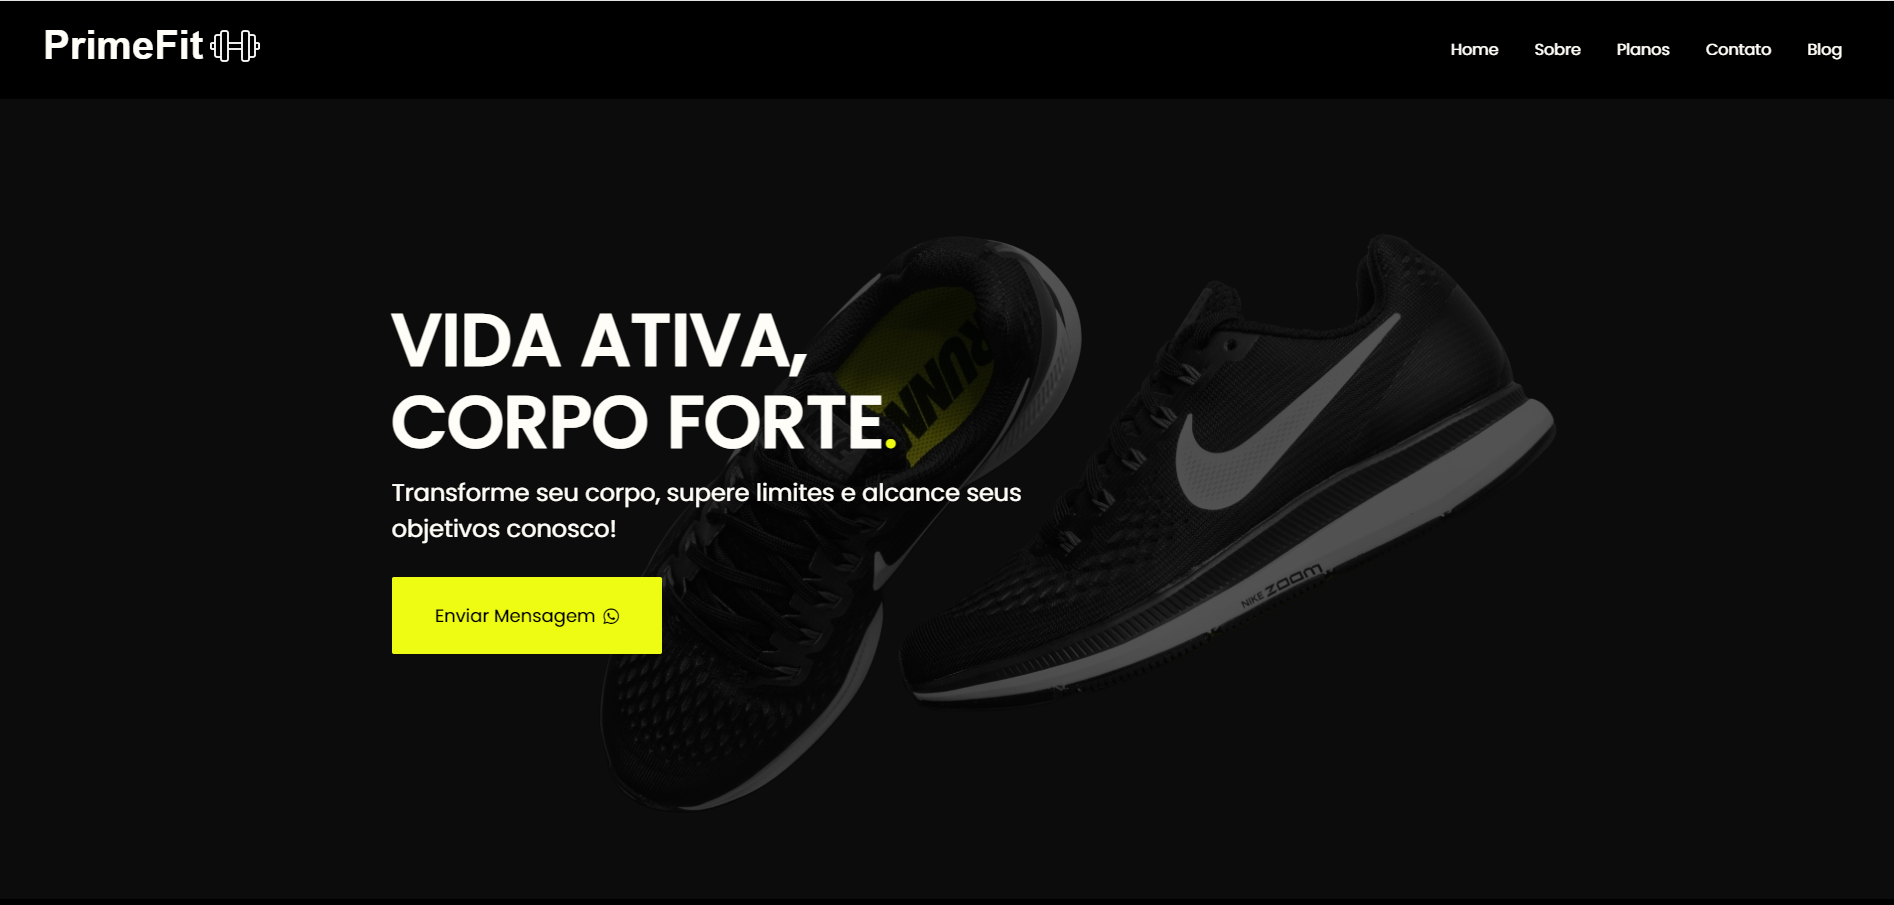 PrimeFit
Home Sobre Planos Contato Blog
VIDA ATIVA,
CORPO FORTE.
Transforme seu corpo, supere limites e alcance seus
objetivos conosco!
Enviar Mensagem
RUNN
NIKE ZOOM